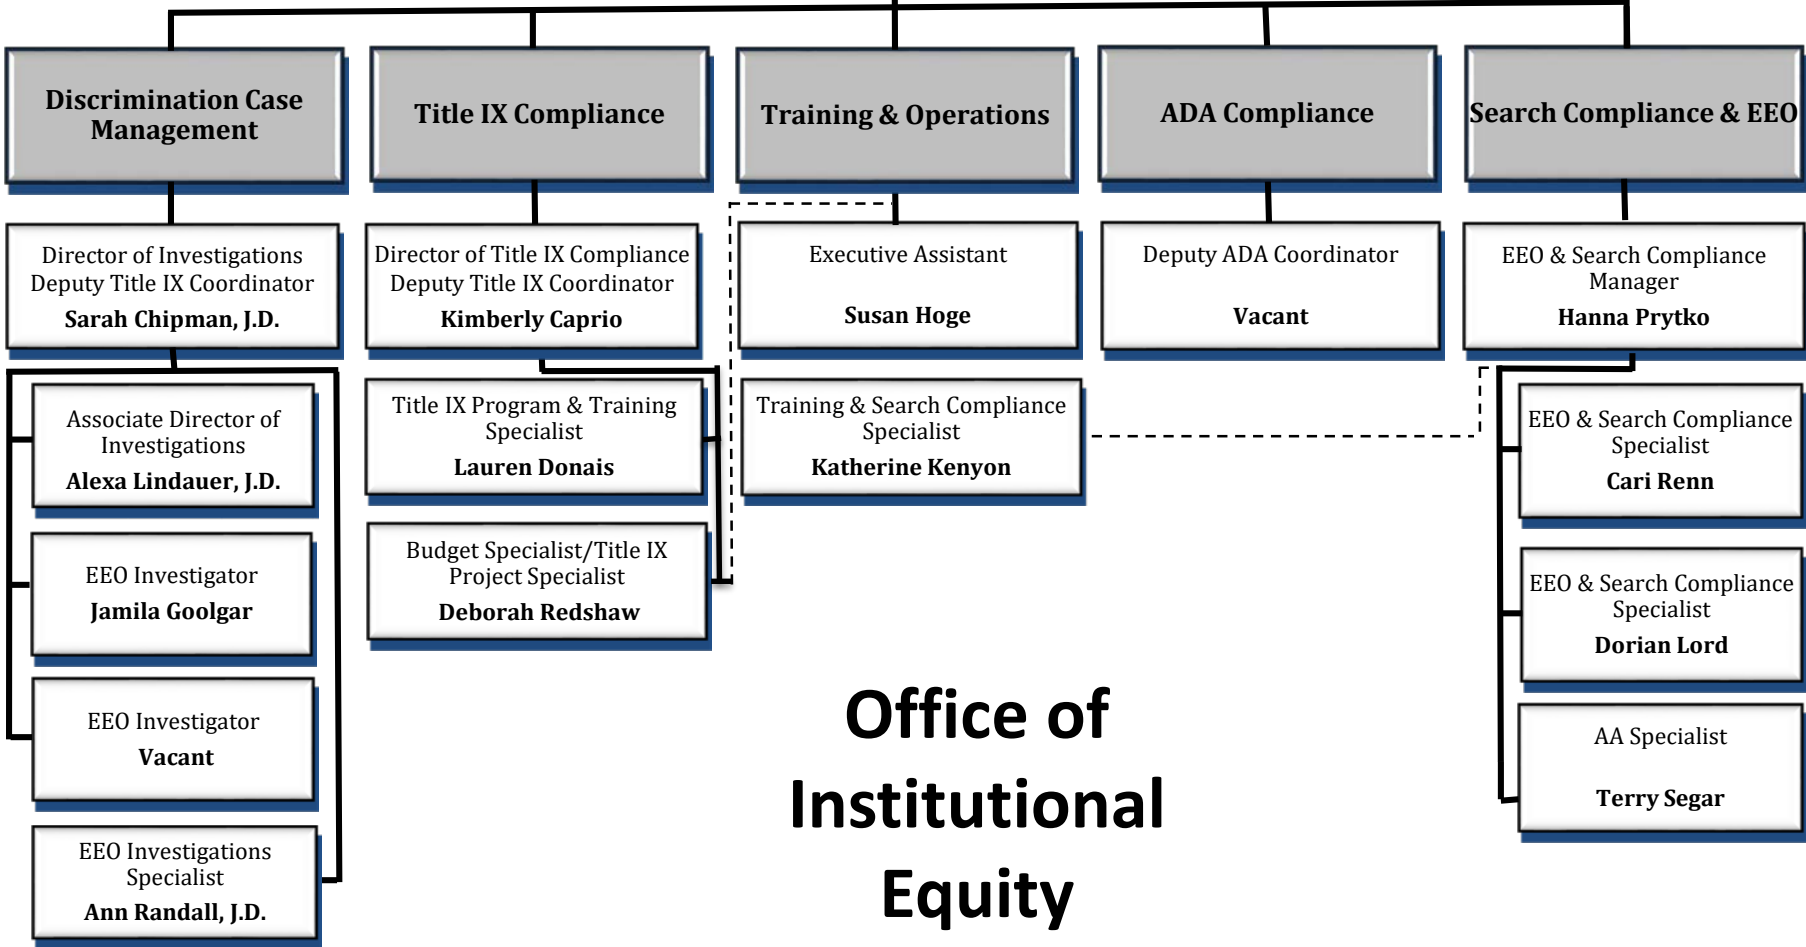 Discrimination Case
Management
Title IX Compliance
Training & Operations
ADA Compliance
Search Compliance & EEO
Director of Investigations
Deputy Title IX Coordinator
Sarah Chipman, J.D.
Director of Title IX Compliance
Deputy Title IX Coordinator
Kimberly Caprio
Executive Assistant
Susan Hoge
Deputy ADA Coordinator
Vacant
EEO & Search Compliance
Manager
Hanna Prytko
Associate Director of
Investigations
Alexa Lindauer, J.D.
Title IX Program & Training
Specialist
Lauren Donais
Training & Search Compliance
Specialist
Katherine Kenyon
EEO & Search Compliance
Specialist
Cari Renn
EEO Investigator
Jamila Goolgar
Budget Specialist/Title IX
Project Specialist
Deborah Redshaw
EEO & Search Compliance
Specialist
Dorian Lord
EEO Investigator
Vacant
AA Specialist
Terry Segar
EEO Investigations
Specialist
Ann Randall, J.D.
Office of
Institutional
Equity